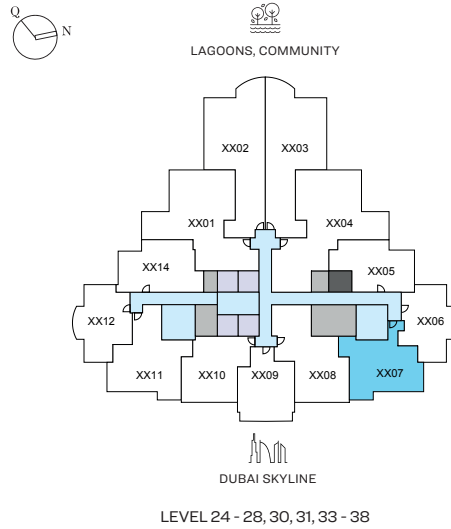 Q
N
LAGOONS, COMMUNITY
XX02
XX03
XX01
XX04
XX14
XX05
XX12
XX06
XX11
XX10
XX09
XX08
XX07
DUBAI SKYLINE
LEVEL 24 - 28, 30, 31, 33 - 38